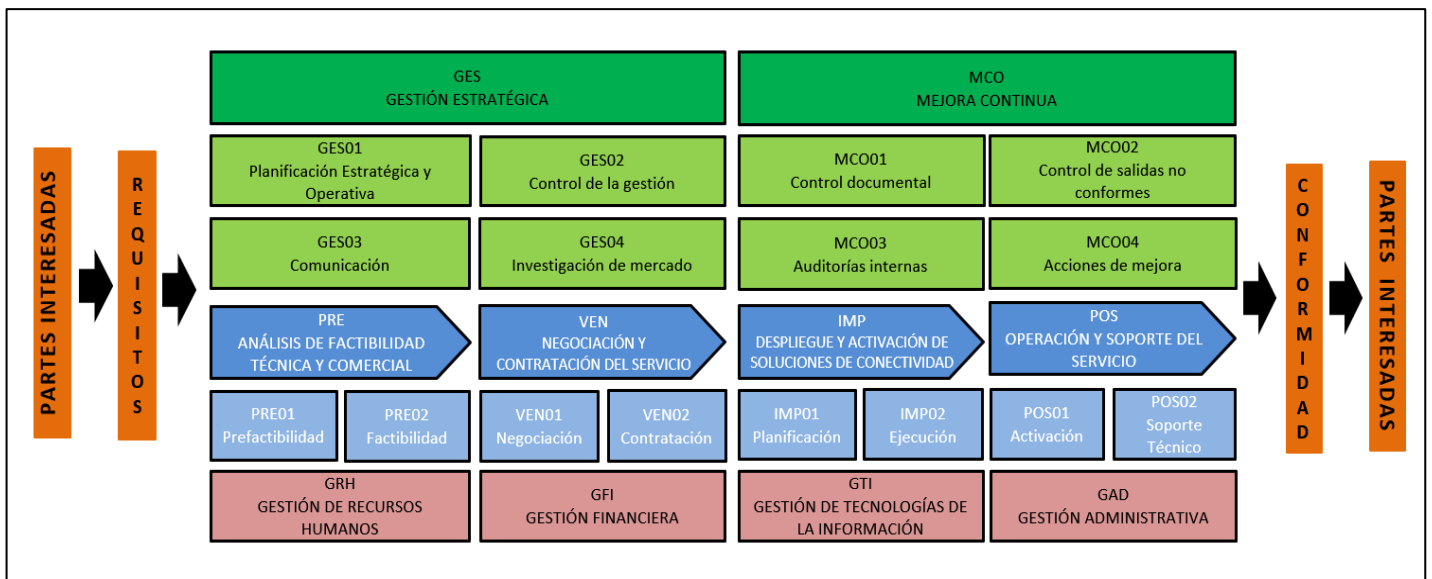 PARTES INTERESADAS
REQUISITOS
GES
GESTIÓN ESTRATÉGICA
MCO
MEJORA CONTINUA
GES01
Planificación Estratégica y
Operativa
GES02
Control de la gestión
MCO01
Control documental
MCO02
Control de salidas no
conformes
GES03
Comunicación
GES04
Investigación de mercado
MCO03
Auditorías internas
MCO04
Acciones de mejora
PRE
ANÁLISIS DE FACTIBILIDAD
TÉCNICA Y COMERCIAL
VEN
NEGOCIACIÓN Y
CONTRATACIÓN DEL SERVICIO
IMP
DESPLIEGUE Y ACTIVACIÓN DE
SOLUCIONES DE CONECTIVIDAD
POS
OPERACIÓN Y SOPORTE DEL
SERVICIO
PRE01
Prefactibilidad
PRE02
Factibilidad
VEN01
Negociación
VEN02
Contratación
IMP01
Planificación
IMP02
Ejecución
POS01
Activación
POS02
Soporte
Técnico
GRH
GESTIÓN DE RECURSOS
HUMANOS
GFI
GESTIÓN FINANCIERA
GTI
GESTIÓN DE TECNOLOGÍAS DE
LA INFORMACIÓN
GAD
GESTIÓN ADMINISTRATIVA
CONFORMIDAD
PARTES INTERESADAS